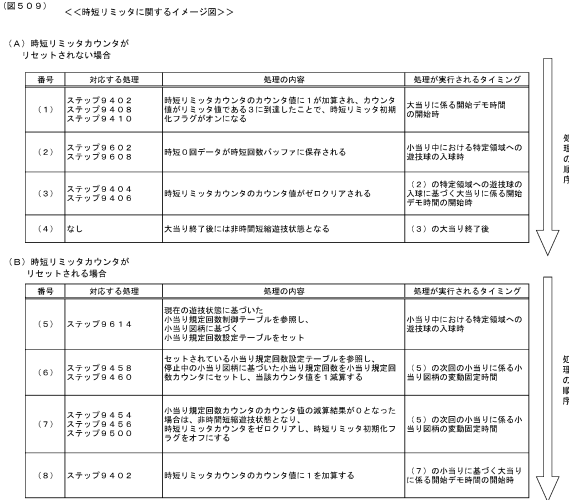 (図509)
<<時短リミッタに関するイメージ図>>
(A)時短リミッタカウンタが
リセットされない場合
番号 対応する処理 処理の内容 処理が実行されるタイミング
(1)
ステップ9402
ステップ9408
ステップ9410
時短リミッタカウンタのカウンタ値に1が加算され、カウンタ
値がリミッタ値である3に到達したことで、時短リミッタ初期
化フラグがオンになる
大当りに係る開始デモ時間
の開始時
(2)
ステップ9602
ステップ9608
時短0回データが時短回数バッファに保存される
小当り中における特定領域への
遊技球の入球時
(3)
ステップ9404
ステップ9406
時短リミッタカウンタのカウンタ値がゼロクリアされる
(2)の特定領域への遊技球の
入球に基づく大当りに係る開始
デモ時間の開始時
(4)
なし
大当り終了後には非時間短縮遊技状態となる
(3)の大当り終了後
処理の順序
(B)時短リミッタカウンタが
リセットされる場合
番号 対応する処理 処理の内容 処理が実行されるタイミング
(5)
ステップ9614
現在の遊技状態に基づいた
小当り規定回数制御テーブルを参照し、
小当り図柄に基づく
小当り規定回数設定テーブルをセット
小当り中における特定領域への
遊技球の入球時
(6)
ステップ9458
ステップ9460
セットされている小当り規定回数設定テーブルを参照し、
停止中の小当り図柄に基づいた小当り規定回数を小当り規定回
数カウンタにセットし、当該カウンタ値を1減算する
(5)の次回の小当りに係る小
当り図柄の変動固定時間
(7)
ステップ9454
ステップ9456
ステップ9500
小当り規定回数カウンタのカウンタ値の減算結果が0となった
場合は、非時間短縮遊技状態となり、
時短リミッタカウンタをゼロクリアし、時短リミッタ初期化フ
ラグをオフにする
(5)の次回の小当りに係る小
当り図柄の変動固定時間
(8)
ステップ9402
時短リミッタカウンタのカウンタ値に1を加算する
(7)の小当りに基づく大当り
に係る開始デモ時間の開始時
処理の順序